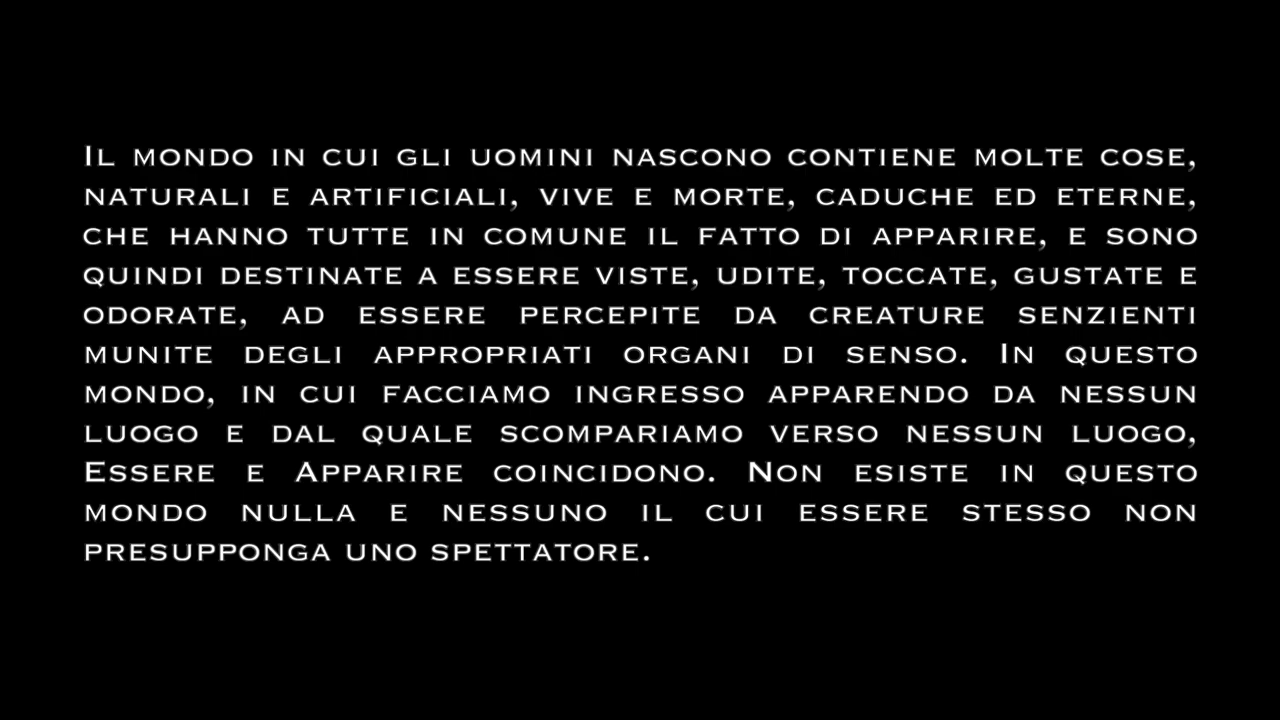 Il mondo in cui gli uomini nascono contiene molte cose,
naturali e artificiali, vive e morte, caduche ed eterne,
che hanno tutte in comune il fatto di apparire, e sono
quindi destinate a essere viste, udite, toccate, gustate e
odorate, ad essere percepite da creature senzienti
munite degli appropriati organi di senso. In questo
mondo, in cui facciamo ingresso apparendo da nessun
luogo e dal quale scompariamo verso nessun luogo,
Essere e Apparire coincidono. Non esiste in questo
mondo nulla e nessuno il cui essere stesso non
presupponga uno spettatore.